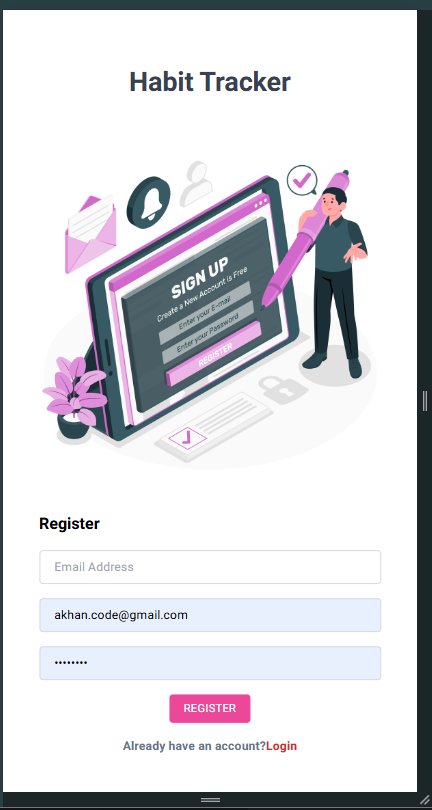 Habit Tracker
SIGN UP
Create a New Account is Free
Enter your E-mail
Enter your Password
REGISTER
Register
Email Address
akhan.code@gmail.com
••••••••
REGISTER
Already have an account?Login